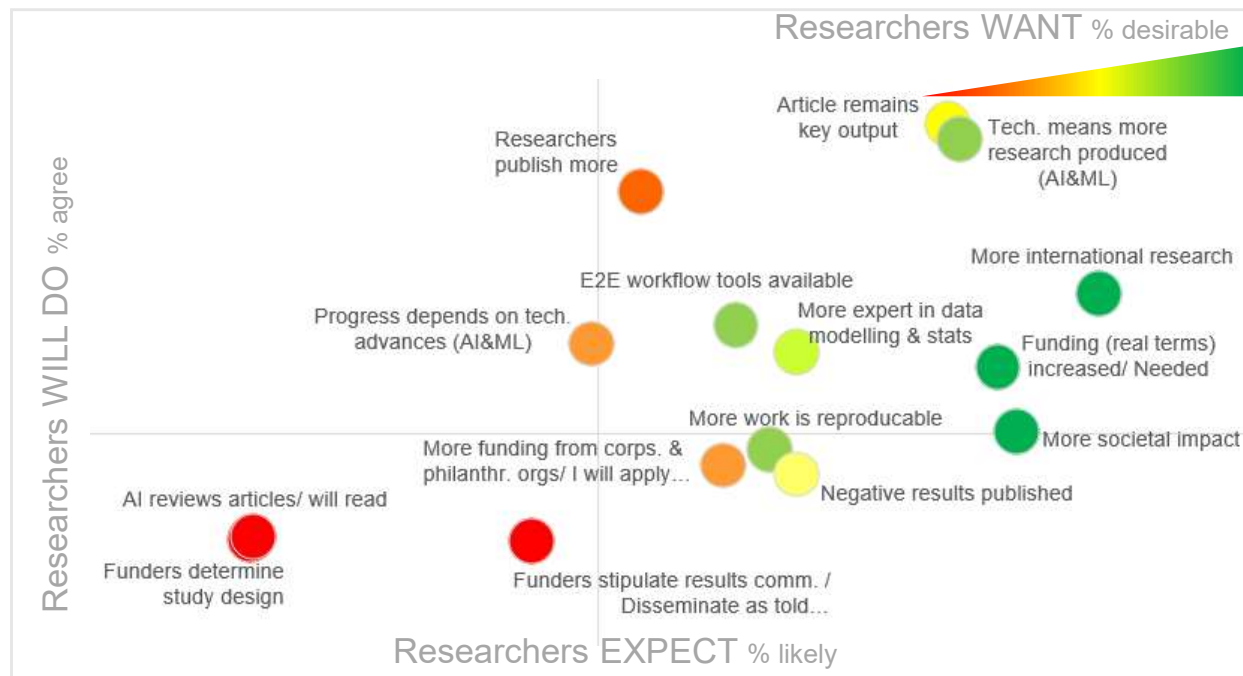 Researchers WANT % desirable
Article remains
key output
Tech. means more
research produced
(AI&ML)
Researchers
publish more
More international research
E2E workflow tools available
Progress depends on tech.
advances (AI&ML)
More expert in data
modelling & stats
Funding (real terms)
increased/ Needed
More work is reproducable
More societal impact
More funding from corps. &
philanthr. orgs/ I will apply…
Negative results published
AI reviews articles/ will read
Funders determine
study design
Funders stipulate results comm. /
Disseminate as told…
Researchers WILL DO % agree
Researchers EXPECT % likely